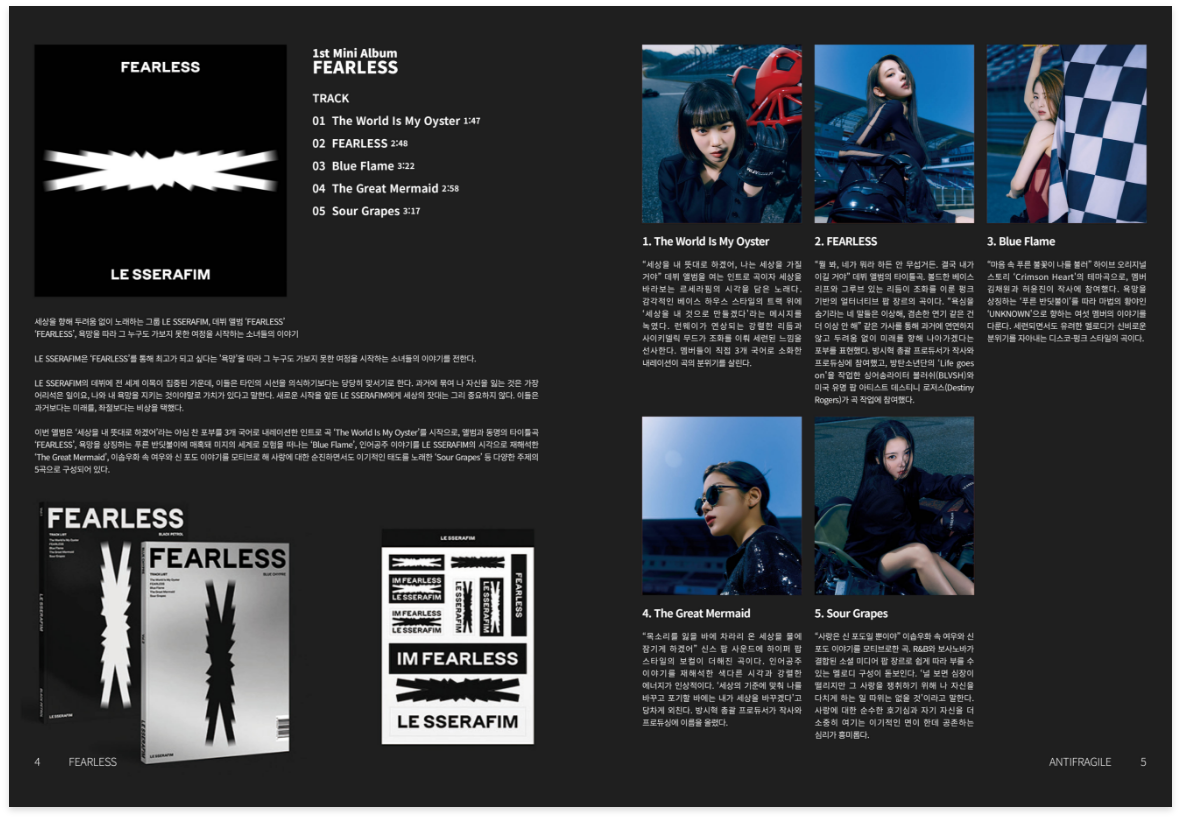 FEARLESS
LE SSERAFIM
1st Mini Album
FEARLESS
TRACK
01 The World Is My Oyster 1:47
02 FEARLESS 2:48
03 Blue Flame 3:22
04 The Great Mermaid 2:58
05 Sour Grapes 3:17
세상을 향해 두려움 없이 노래하는 그룹 LE SSERAFIM, 데뷔 앨범 ‘FEARLESS’
‘FEARLESS’, 욕망을 따라 그 누구도 가보지 못한 여정을 시작하는 소녀들의 이야기
LE SSERAFIM은 ‘FEARLESS’를 통해 최고가 되고 싶다는 ‘욕망’을 따라 그 누구도 가보지 못한 여정을 시작하는 소녀들의 이야기를 전한다.
LE SSERAFIM의 데뷔에 전 세계 이목이 집중된 가운데, 이들은 타인의 시선을 의식하기보다는 당당히 맞서기로 한다. 과거에 묶여 나 자신을 잃는 것은 가장
어리석은 일이요, 나와 내 욕망을 지키는 것이야말로 가치가 있다고 말한다. 새로운 시작을 앞둔 LE SSERAFIM에게 세상의 잣대는 그리 중요하지 않다. 이들은
과거보다는 미래를, 좌절보다는 비상을 택했다.
이번 앨범은 ‘세상을 내 뜻대로 하겠어’라는 야심 찬 포부를 3개 국어로 내레이션한 인트로 곡 ‘The World Is My Oyster’를 시작으로, 앨범과 동명의 타이틀곡
‘FEARLESS’, 욕망을 상징하는 푸른 반딧불이에 매혹돼 미지의 세계로 모험을 떠나는 ‘Blue Flame’, 인어공주 이야기를 LE SSERAFIM의 시각으로 재해석한
‘The Great Mermaid’, 이솝우화 속 여우와 신 포도 이야기를 모티브로 해 사랑에 대한 순진하면서도 이기적인 태도를 노래한 ‘Sour Grapes’ 등 다양한 주제의
5곡으로 구성되어 있다.
FEARLESS
BLACK PETROL
TRACK LIST
The World Is My Oyster
FEARLESS
Blue Flame
The Great Mermaid
Sour Grapes
LE SSERAFIM
FEARLESS
TRACK LIST
The World Is My Oyster
FEARLESS
Blue Flame
The Great Mermaid
Sour Grapes
LE SSERAFIM
LE SSERAFIM
IM FEARLESS
LE SSERAFIM
IM FEARLESS
LE SSERAFIM
LE SSERAFIM
LE SSERAFIM
FEARLESS
IM FEARLESS
LE SSERAFIM
4 FEARLESS
1. The World Is My Oyster
“세상을 내 뜻대로 하겠어, 나는 세상을 가질
거야” 데뷔 앨범을 여는 인트로 곡이자 세상을
바라보는 르세라핌의 시각을 담은 노래다.
감각적인 베이스 하우스 스타일의 트랙 위에
‘세상을 내 것으로 만들겠다’라는 메시지를
녹였다. 런웨이가 연상되는 강렬한 리듬과
사이키델릭 무드가 조화를 이뤄 세련된 느낌을
선사한다. 멤버들이 직접 3개 국어로 소화한
내레이션이 곡의 분위기를 살린다.
2. FEARLESS
“뭘 봐, 네가 뭐라 하든 안 무섭거든. 결국 내가
이길 거야” 데뷔 앨범의 타이틀곡. 볼드한 베이스
리프와 그루브 있는 리듬이 조화를 이룬 펑크
기반의 얼터너티브 팝 장르의 곡이다. “욕심을
숨기라는 네 말들은 이상해, 겸손한 연기 같은 건
더 이상 안 해” 같은 가사를 통해 과거에 연연하지
않고 두려움 없이 미래를 향해 나아가겠다는
포부를 표현했다. 방시혁 총괄 프로듀서가 작사와
프로듀싱에 참여했고, 방탄소년단의 ‘Life goes
on’을 작업한 싱어송라이터 블러쉬(BLVSH)와
미국 유명 팝 아티스트 데스티니 로저스(Destiny
Rogers)가 곡 작업에 참여했다.
3. Blue Flame
“마음 속 푸른 불꽃이 나를 불러” 하이브 오리지널
스토리 ‘Crimson Heart’의 테마곡으로, 멤버
김채원과 허윤진이 작사에 참여했다. 욕망을
상징하는 ‘푸른 반딧불이’를 따라 마법의 황야인
‘UNKNOWN’으로 향하는 여섯 멤버의 이야기를
다룬다. 세련되면서도 유려한 멜로디가 신비로운
분위기를 자아내는 디스코-펑크 스타일의 곡이다.
4. The Great Mermaid
“목소리를 잃을 바에 차라리 온 세상을 물에
잠기게 하겠어” 신스 팝 사운드에 하이퍼 팝
스타일의 보컬이 더해진 곡이다. 인어공주
이야기를 재해석한 색다른 시각과 강렬한
에너지가 인상적이다. ‘세상의 기준에 맞춰 나를
바꾸고 포기할 바에는 내가 세상을 바꾸겠다’고
당차게 외친다. 방시혁 총괄 프로듀서가 작사와
프로듀싱에 이름을 올렸다.
5. Sour Grapes
“사랑은 신 포도일 뿐이야” 이솝우화 속 여우와 신
포도 이야기를 모티브로한 곡. R&B와 보사노바가
결합된 소셜 미디어 팝 장르로 쉽게 따라 부를 수
있는 멜로디 구성이 돋보인다. ‘널 보면 심장이
떨리지만 그 사랑을 쟁취하기 위해 나 자신을
다치게 하는 일 따위는 없을 것’이라고 말한다.
사랑에 대한 순수한 호기심과 자기 자신을 더
소중히 여기는 이기적인 면이 한데 공존하는
심리가 흥미롭다.
ANTIFRAGILE 5